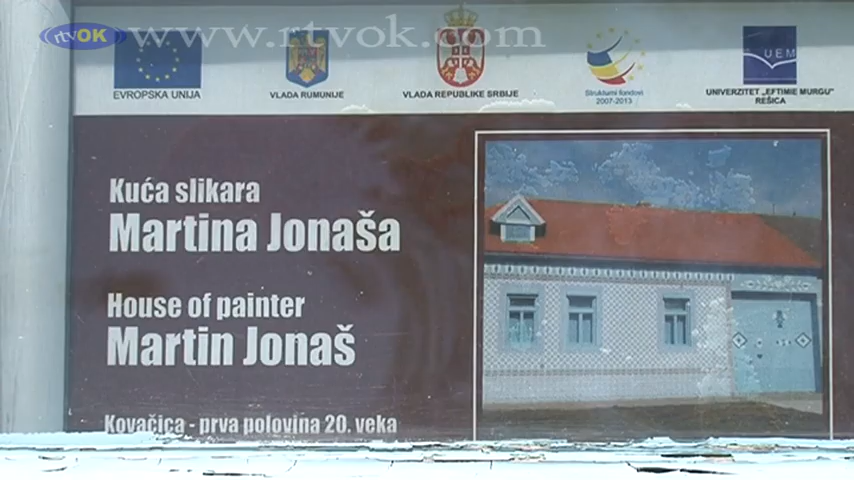 rtvOK www.rtvok.com
EVROPSKA UNIJA
VLADA RUMUNIJE
VLADA REPUBLIKE SRBIJE
Strukturni fondovi
2007-2013
UEM
UNIVERZITET „EFTIMIE MURGU"
REŠICA
Kuća slikara
Martina Jonaša
House of painter
Martin Jonaš
Kovačica - prva polovina 20. veka